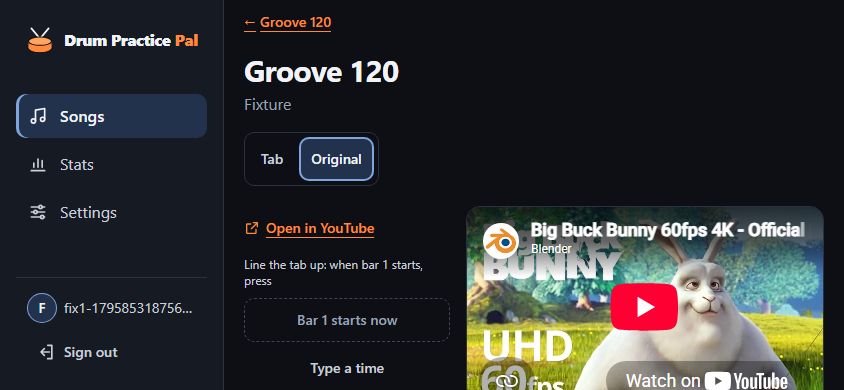 Drum Practice Pal
Songs
Stats
Settings
F
fix1-179585318756...
Sign out
← Groove 120
Groove 120
Fixture
Tab
Original
Open in YouTube
Line the tab up: when bar 1 starts,
press
Bar 1 starts now
Type a time
Big Buck Bunny 60fps 4K - Official
Blender
BUNNY
UHD
60fps
Watch on YouTube